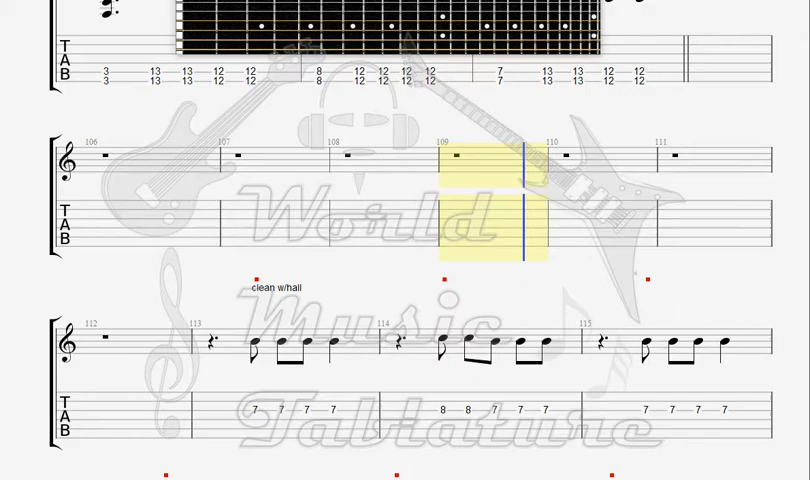 T
A
B
3 13 13 12 12 8 12 12 12 12 7 13 13 12 12
3 13 13 12 12 8 12 12 12 12 7 13 13 12 12
106 107 108 109 110 111
T
A
B
World
clean w/hall
Music
112 113 114 115
T
A
B
7 7 7 7 8 8 7 7 7 7 7 7 7
Tablature